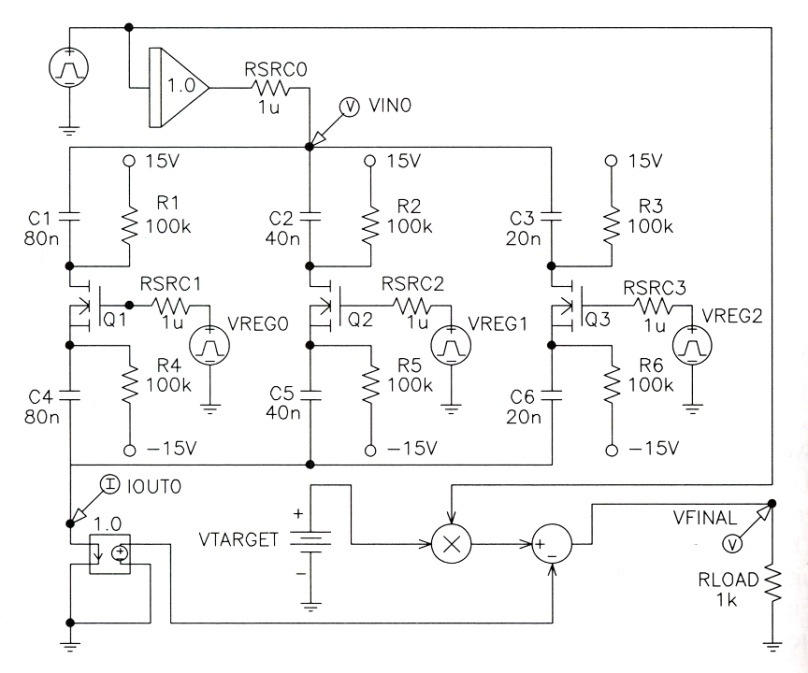 1.0
RSRC0
1u
V VIN0
15V
15V
15V
C1
80n
R1
100k
C2
40n
R2
100k
C3
20n
R3
100k
RSRC1
1u
Q1
VREG0
RSRC2
1u
Q2
VREG1
RSRC3
1u
Q3
VREG2
C4
80n
R4
100k
C5
40n
R5
100k
C6
20n
R6
100k
-15V
-15V
-15V
I IOUT0
1.0
VTARGET
+
-
+
-
VFINAL
V
RLOAD
1k